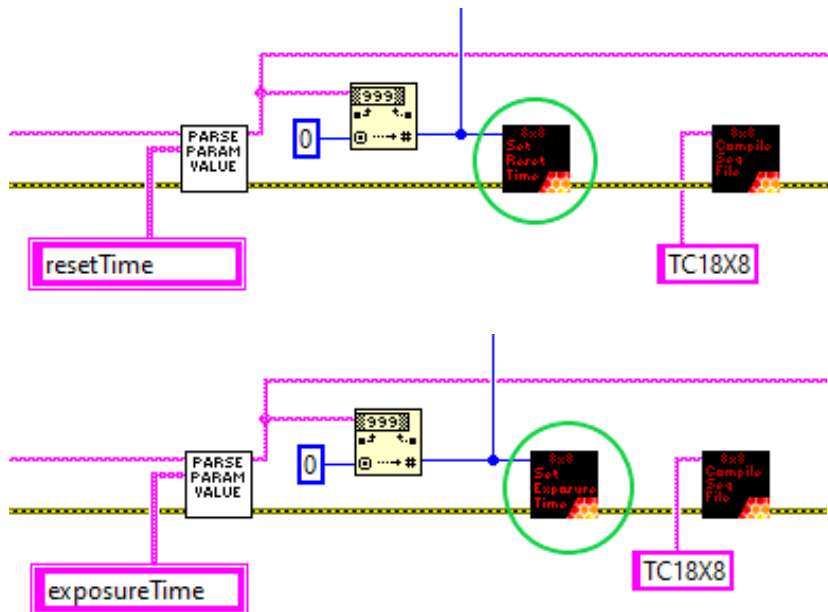 8x8
8x8
999
PARSE
PARAM
VALUE
0
#
Set
Reset
Time
Compile
Seq
File
resetTime
TC18X8
999
8x8
8x8
PARSE
PARAM
VALUE
0
#
Set
Exposure
Time
Compile
Seq
File
exposureTime
TC18X8